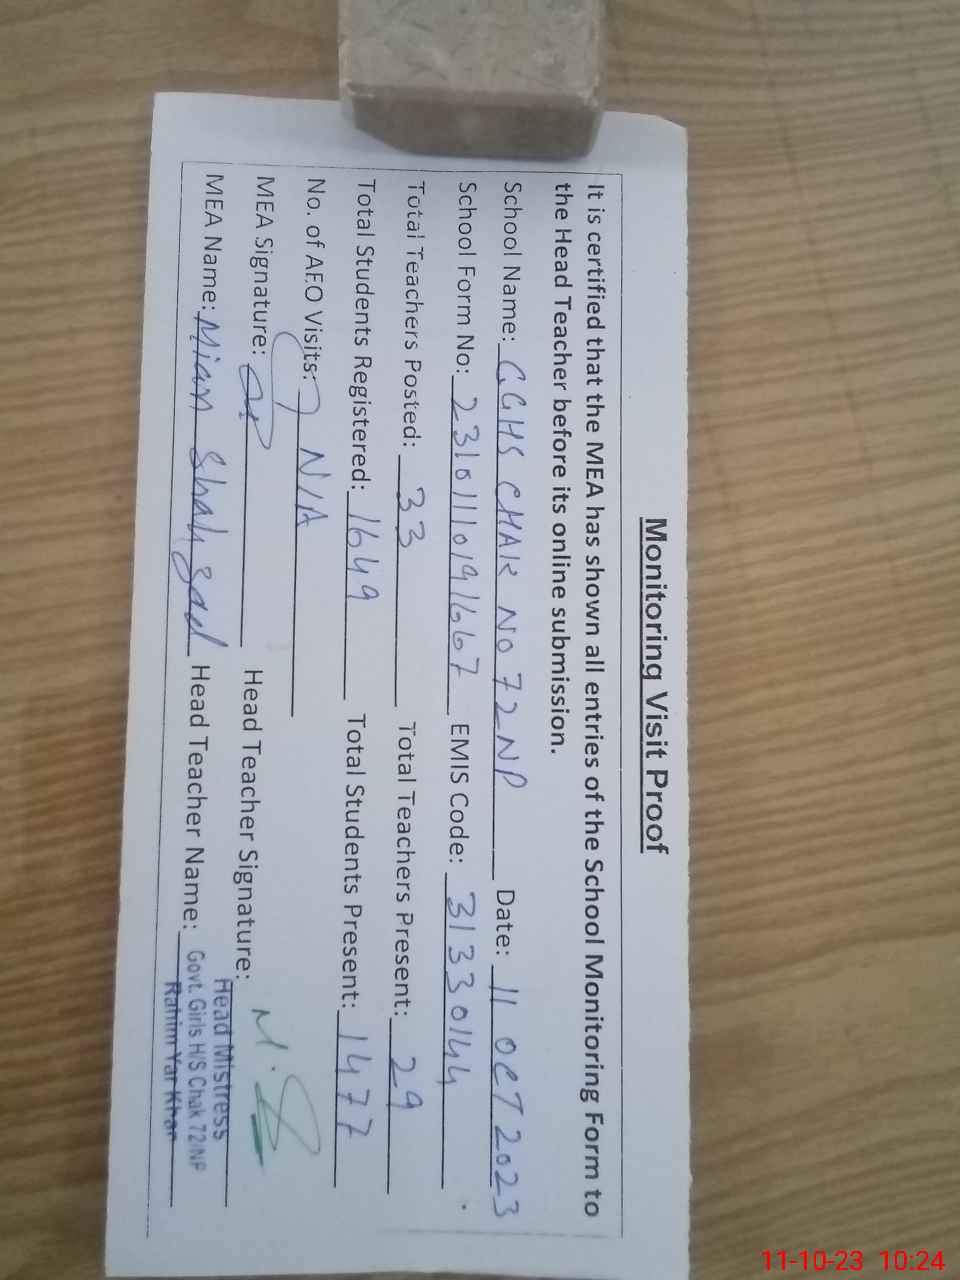 Monitoring Visit Proof
It is certified that the MEA has shown all entries of the School Monitoring Form to
the Head Teacher before its online submission.
School Name: G.GHS CHAK NO 72NP Date: 11 OCT 2023
School Form No: 23101110191667 EMIS Code: 31330144
Total Teachers Posted: 33 Total Teachers Present: 29
Total Students Registered: 1649 Total Students Present: 1477
No. of AEO Visits: N/A
MEA Signature: Head Teacher Signature:
MEA Name: Mian Shahzad Head Teacher Name:
Head Mistress
Govt. Girls H/S Chak 72/NP
Rahim Yar Khan
11-10-23 10:24